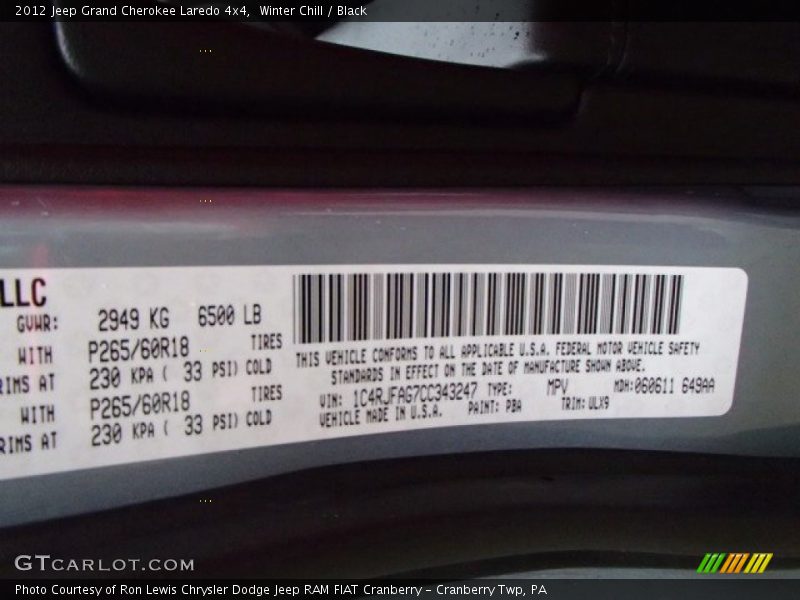 2012 Jeep Grand Cherokee Laredo 4x4, Winter Chill / Black
LLC
GVWR: 2949 KG 6500 LB
WITH P265/60R18 TIRES
RIMS AT 230 KPA ( 33 PSI) COLD
WITH P265/60R18 TIRES
RIMS AT 230 KPA ( 33 PSI) COLD
THIS VEHICLE CONFORMS TO ALL APPLICABLE U.S.A. FEDERAL MOTOR VEHICLE SAFETY
STANDARDS IN EFFECT ON THE DATE OF MANUFACTURE SHOWN ABOVE.
VIN: 1C4RJFAG7CC343247 TYPE: MPV MDH:060611 649AA
VEHICLE MADE IN U.S.A. PAINT: PBA TRIM:ULX9
GTCARLOT.COM
Photo Courtesy of Ron Lewis Chrysler Dodge Jeep RAM FIAT Cranberry - Cranberry Twp, PA